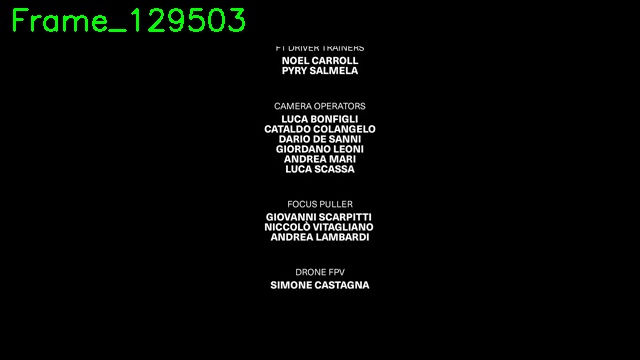 Frame_129503
F1 DRIVER TRAINERS
NOEL CARROLL
PYRY SALMELA
CAMERA OPERATORS
LUCA BONFIGLI
CATALDO COLANGELO
DARIO DE SANNI
GIORDANO LEONI
ANDREA MARI
LUCA SCASSA
FOCUS PULLER
GIOVANNI SCARPITTI
NICCOLÒ VITAGLIANO
ANDREA LAMBARDI
DRONE FPV
SIMONE CASTAGNA